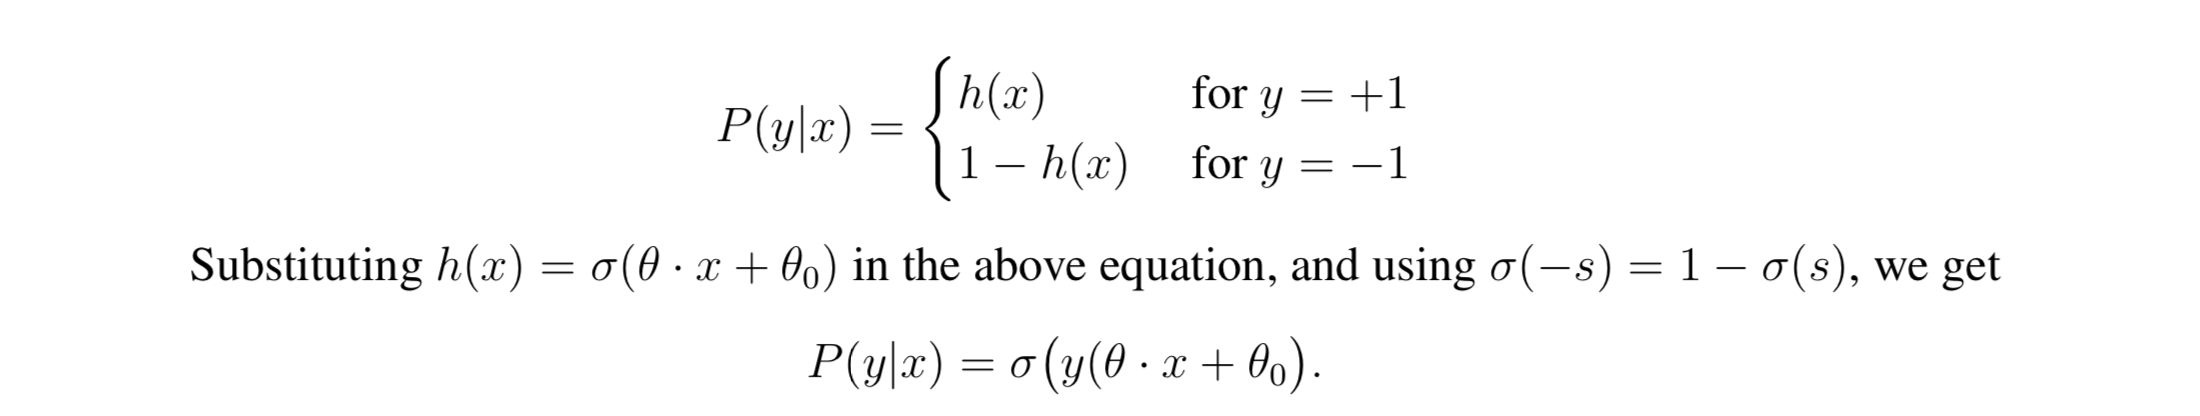 P(y|x) = { h(x) for y = +1
1 − h(x) for y = −1
Substituting h(x) = σ(θ · x + θ₀) in the above equation, and using σ(−s) = 1 − σ(s), we get
P(y|x) = σ(y(θ · x + θ₀).